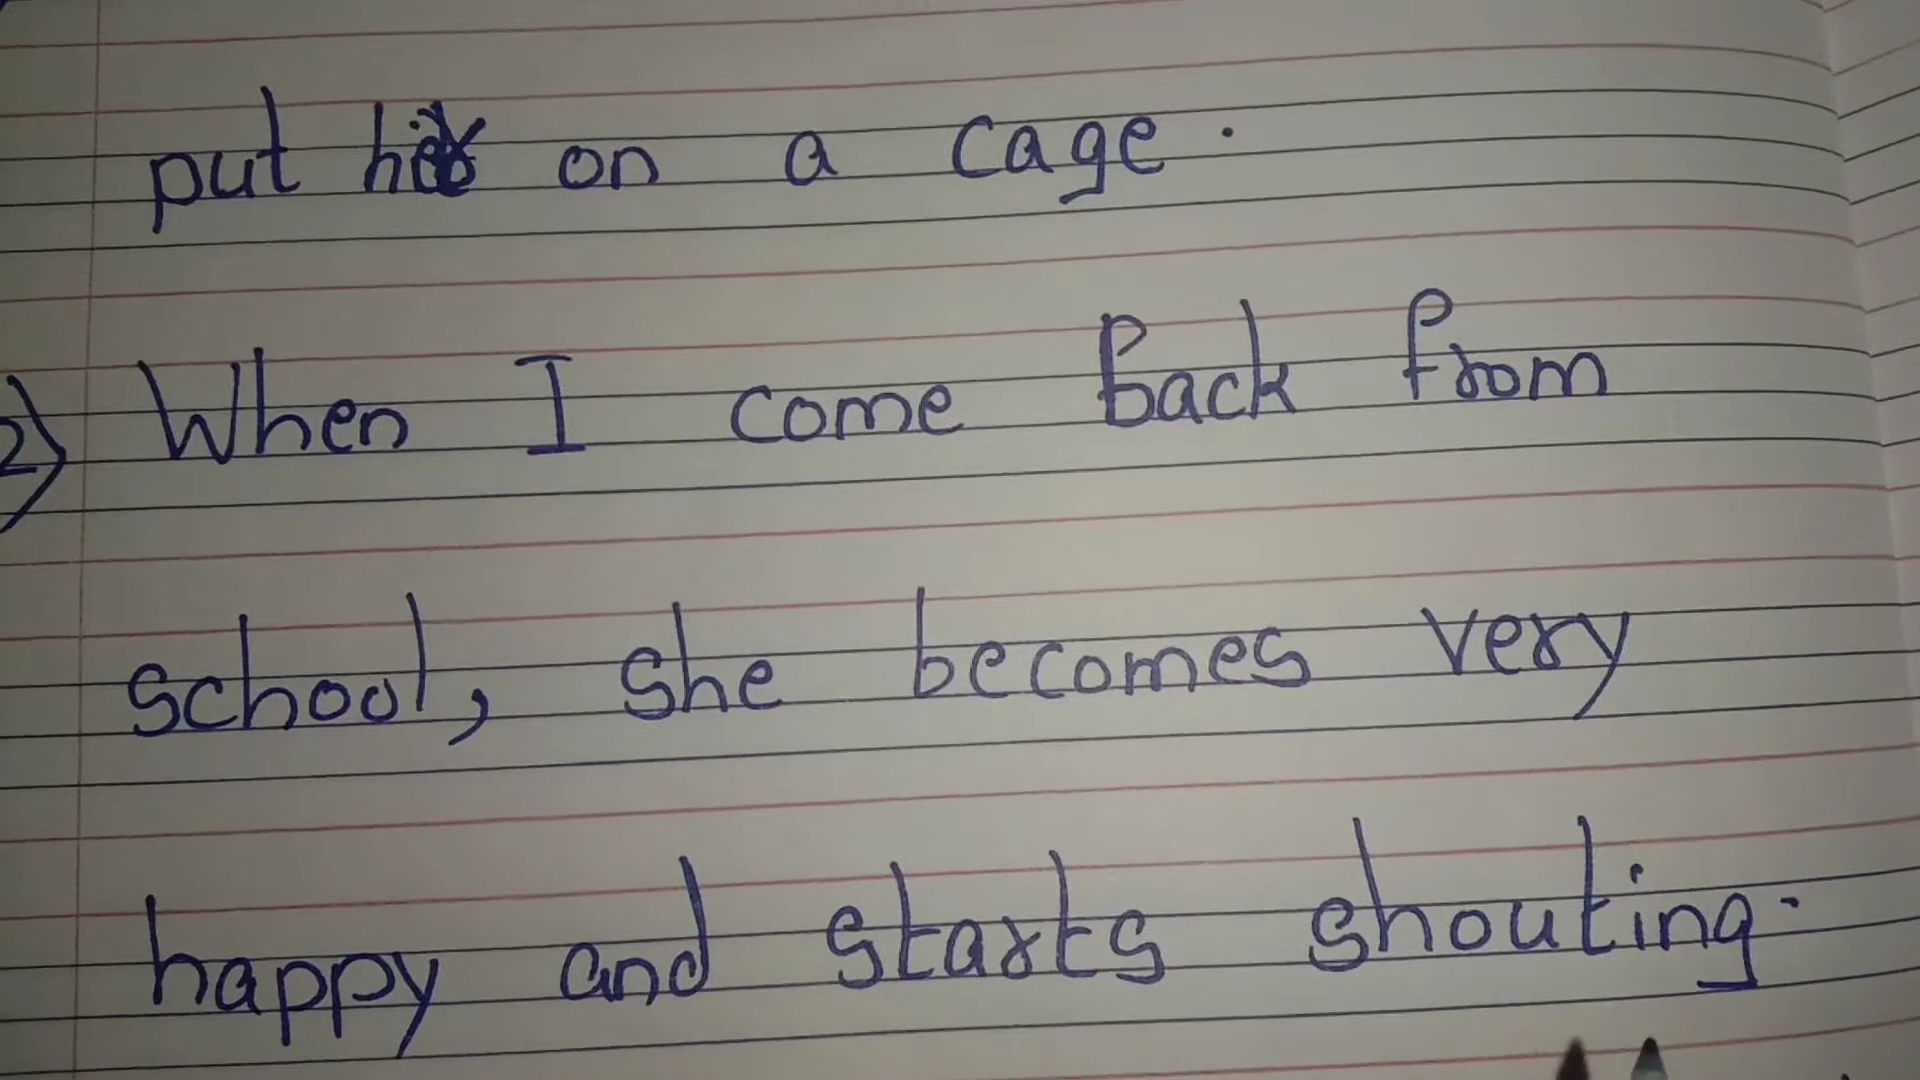 put her on a cage.
2) When I come back from
school, she becomes very
happy and starts shouting.